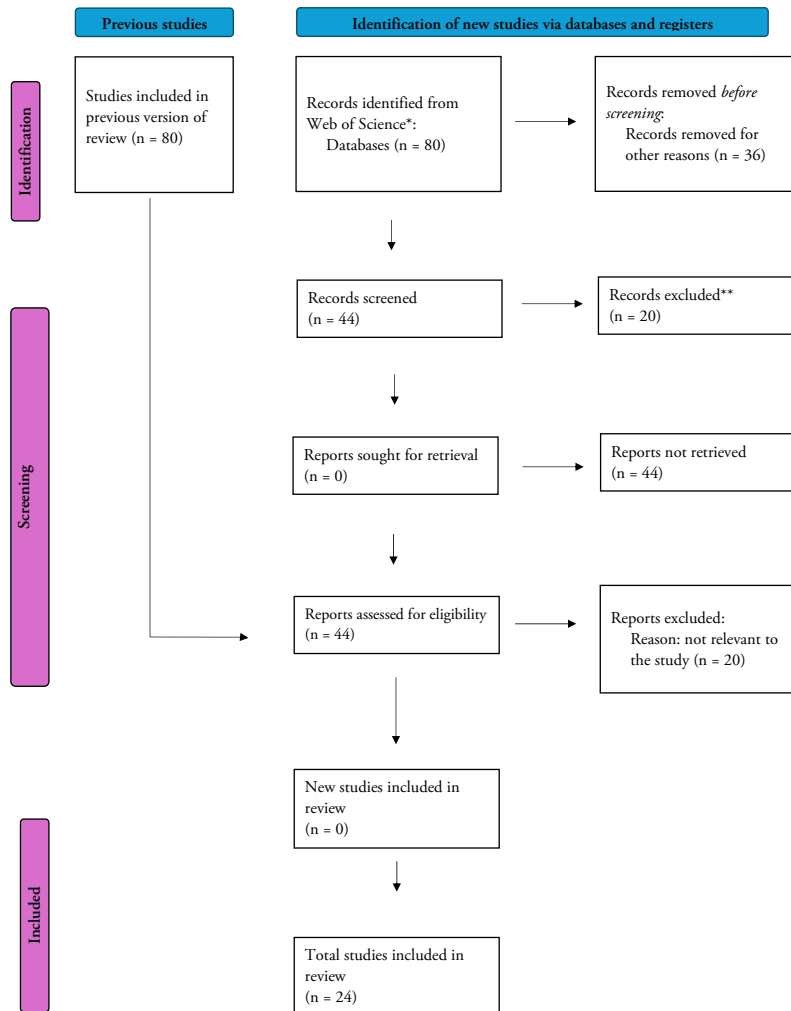 Previous studies
Identification of new studies via databases and registers
Identification
Studies included in
previous version of
review (n = 80)
Records identified from
Web of Science*:
Databases (n = 80)
Records removed before
screening:
Records removed for
other reasons (n = 36)
Screening
Records screened
(n = 44)
Records excluded**
(n = 20)
Reports sought for retrieval
(n = 0)
Reports not retrieved
(n = 44)
Reports assessed for eligibility
(n = 44)
Reports excluded:
Reason: not relevant to
the study (n = 20)
Included
New studies included in
review
(n = 0)
Total studies included in
review
(n = 24)